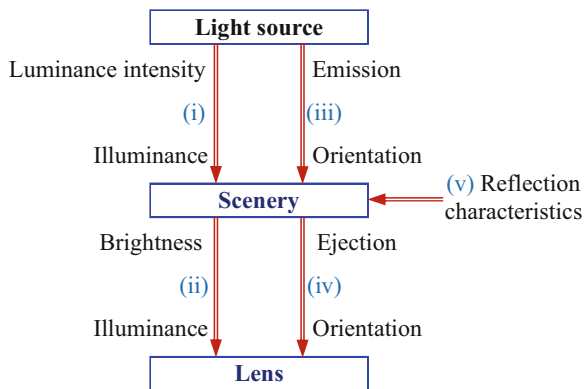 Light source
Luminance intensity
Emission
(i)
(iii)
Illuminance
Orientation
Scenery
(v) Reflection
characteristics
Brightness
Ejection
(ii)
(iv)
Illuminance
Orientation
Lens